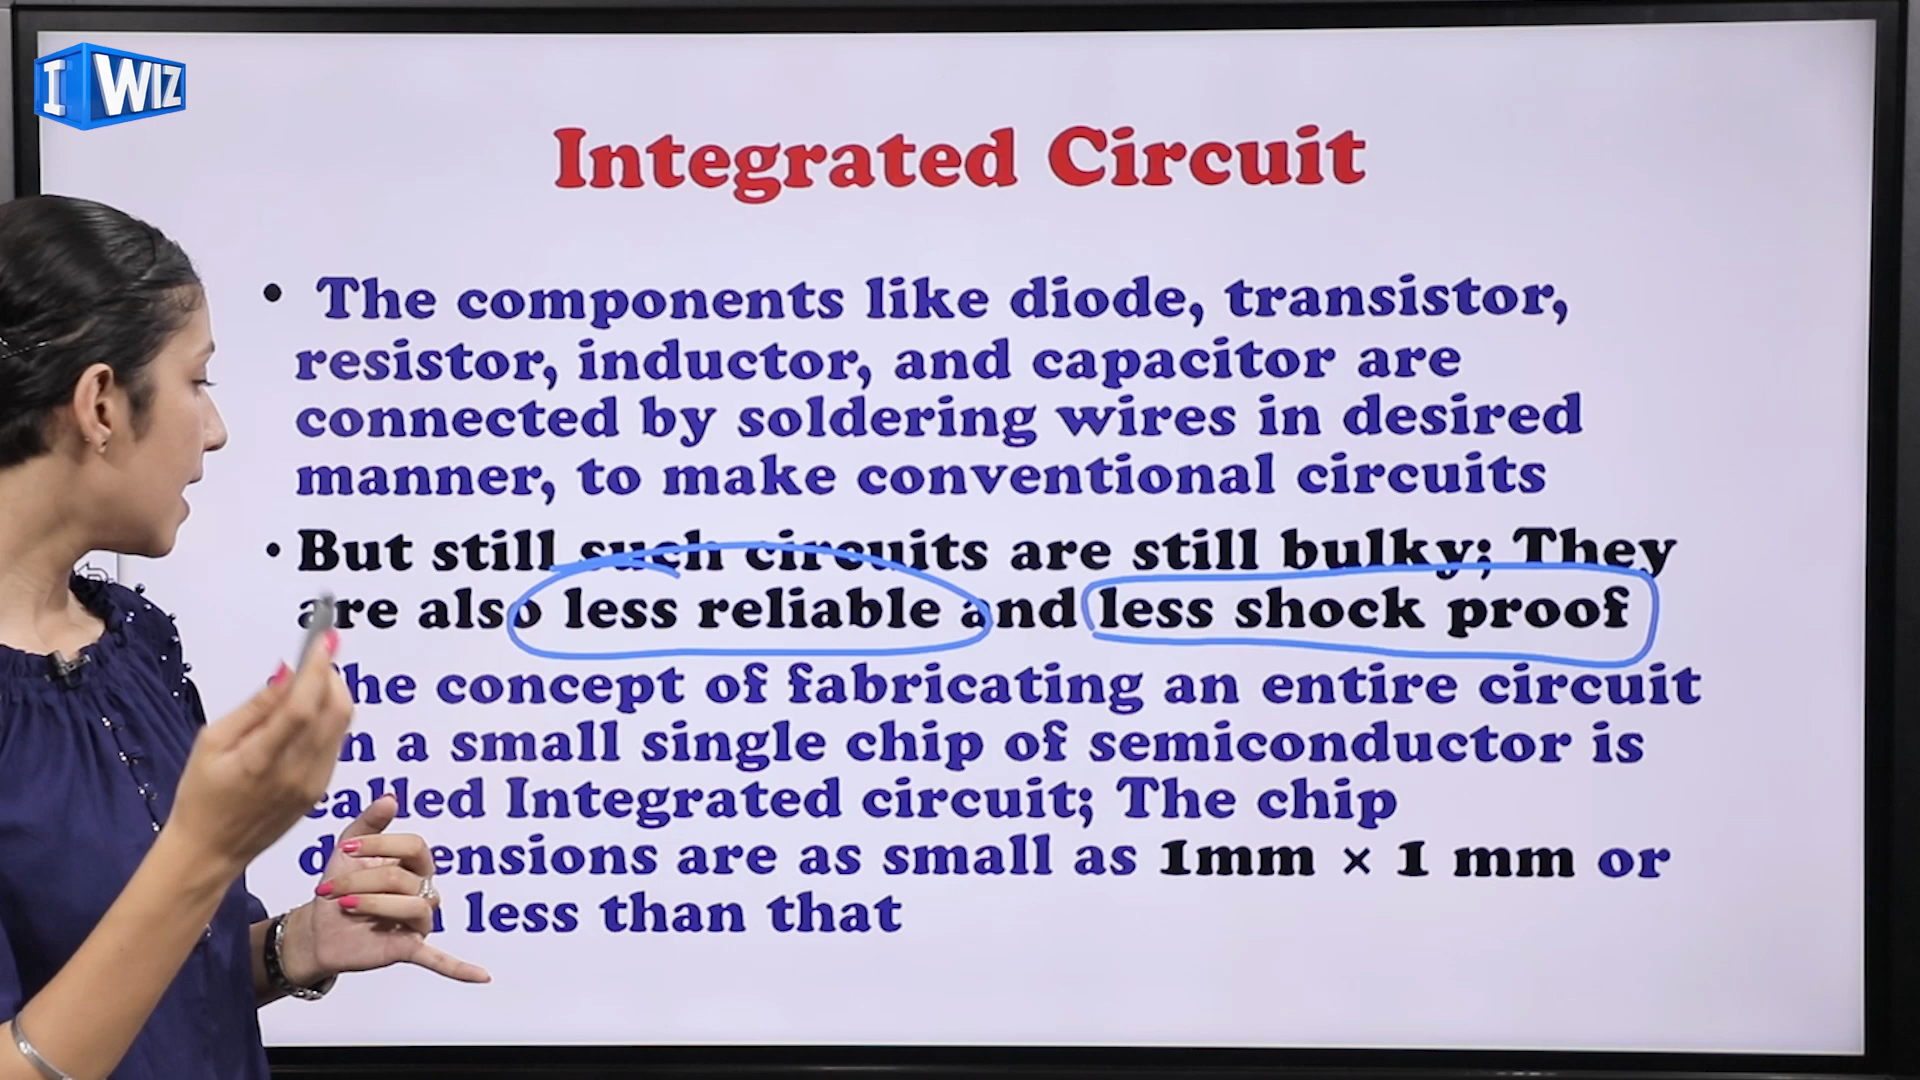 I WIZ
Integrated Circuit
• The components like diode, transistor,
resistor, inductor, and capacitor are
connected by soldering wires in desired
manner, to make conventional circuits
• But still such circuits are still bulky; They
are also less reliable and less shock proof
The concept of fabricating an entire circuit
a small single chip of semiconductor is
called Integrated circuit; The chip
dimensions are as small as 1mm × 1 mm or
less than that